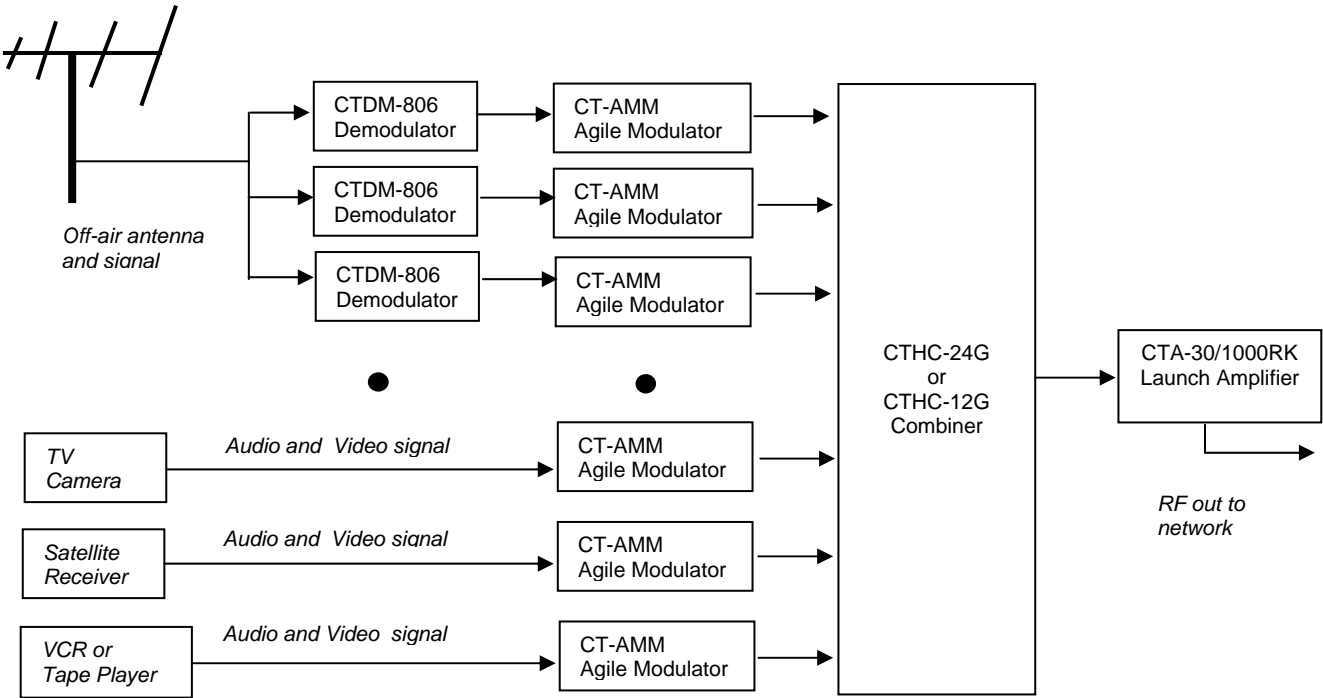 CTDM-806
Demodulator
CT-AMM
Agile Modulator
CTDM-806
Demodulator
CT-AMM
Agile Modulator
Off-air antenna
and signal
CTDM-806
Demodulator
CT-AMM
Agile Modulator
CTHC-24G
or
CTHC-12G
Combiner
CTA-30/1000RK
Launch Amplifier
TV
Camera
Audio and Video signal
CT-AMM
Agile Modulator
RF out to
network
Satellite
Receiver
Audio and Video signal
CT-AMM
Agile Modulator
VCR or
Tape Player
Audio and Video signal
CT-AMM
Agile Modulator